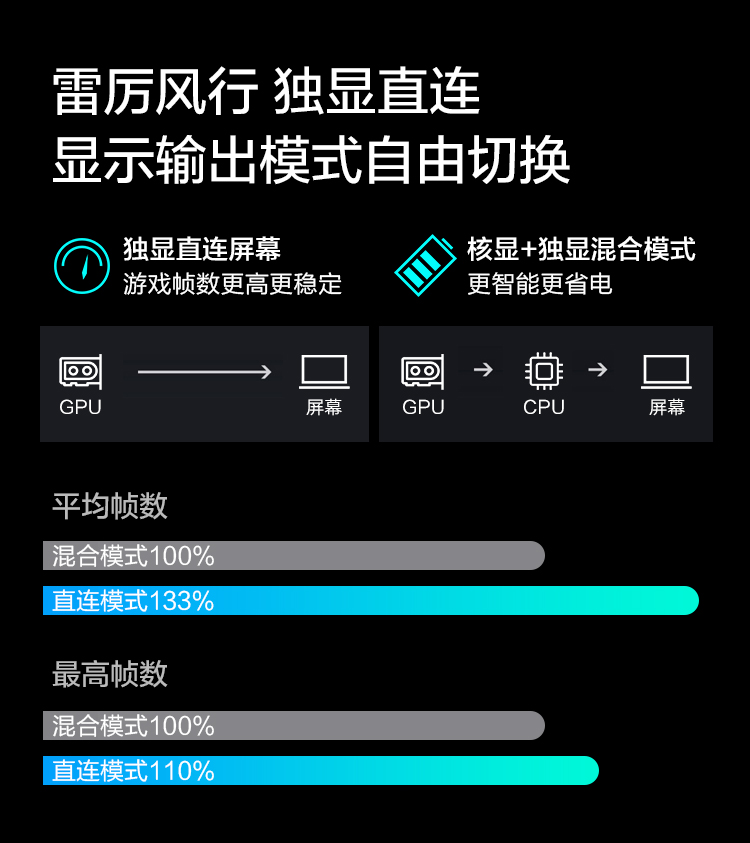 雷厉风行 独显直连
显示输出模式自由切换
独显直连屏幕
游戏帧数更高更稳定
核显+独显混合模式
更智能更省电
GPU
屏幕
GPU
CPU
屏幕
平均帧数
混合模式100%
直连模式133%
最高帧数
混合模式100%
直连模式110%